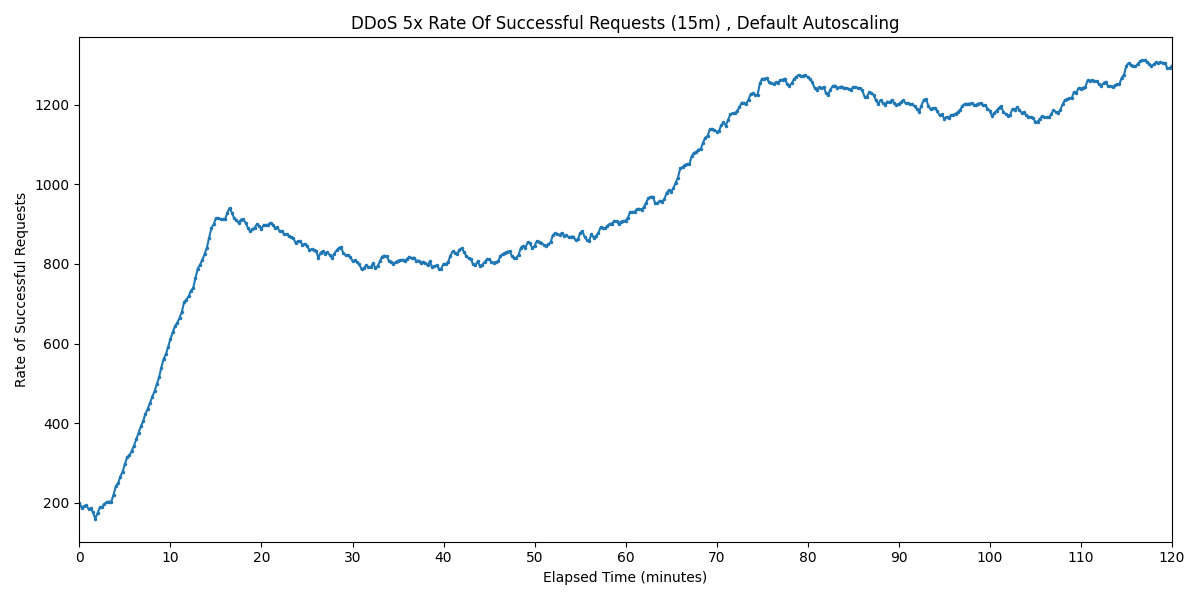 DDoS 5x Rate Of Successful Requests (15m) , Default Autoscaling
Rate of Successful Requests
1200
1000
800
600
400
200
0 10 20 30 40 50 60 70 80 90 100 110 120
Elapsed Time (minutes)